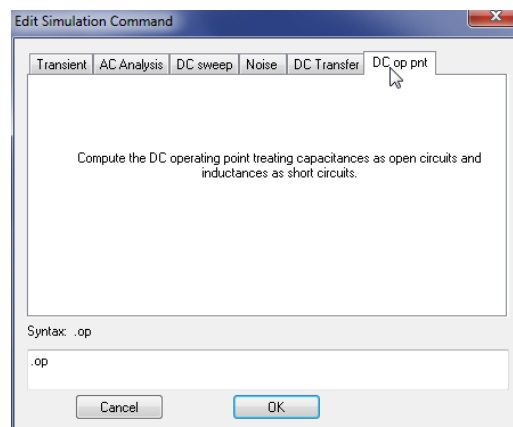 Edit Simulation Command
Transient AC Analysis DC sweep Noise DC Transfer DC op pnt
Compute the DC operating point treating capacitances as open circuits and
inductances as short circuits.
Syntax: .op
.op
Cancel OK